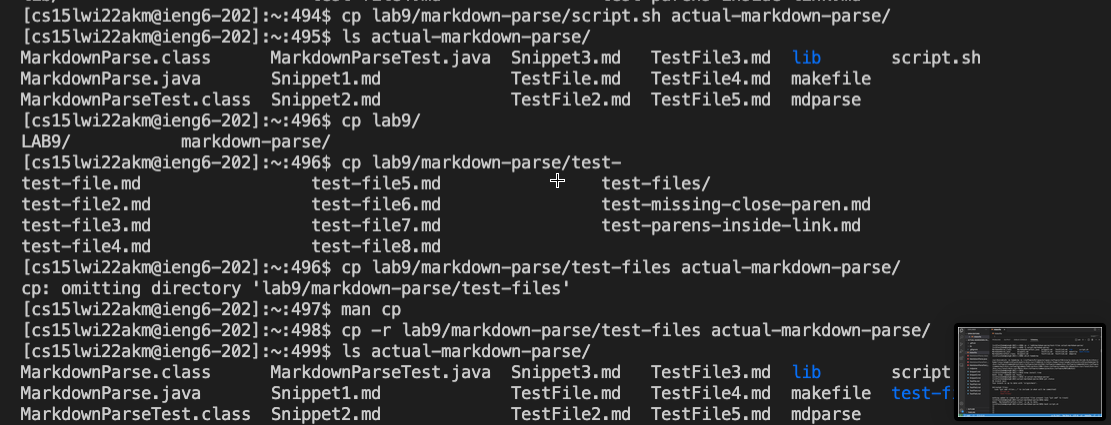 [cs15lwi22akm@ieng6-202]:~:494$ cp lab9/markdown-parse/script.sh actual-markdown-parse/
[cs15lwi22akm@ieng6-202]:~:495$ ls actual-markdown-parse/
MarkdownParse.class MarkdownParseTest.java Snippet3.md TestFile3.md lib script.sh
MarkdownParse.java Snippet1.md TestFile.md TestFile4.md makefile
MarkdownParseTest.class Snippet2.md TestFile2.md TestFile5.md mdparse
[cs15lwi22akm@ieng6-202]:~:496$ cp lab9/
LAB9/ markdown-parse/
[cs15lwi22akm@ieng6-202]:~:496$ cp lab9/markdown-parse/test-
test-file.md test-file5.md test-files/
test-file2.md test-file6.md test-missing-close-paren.md
test-file3.md test-file7.md test-parens-inside-link.md
test-file4.md test-file8.md
[cs15lwi22akm@ieng6-202]:~:496$ cp lab9/markdown-parse/test-files actual-markdown-parse/
cp: omitting directory 'lab9/markdown-parse/test-files'
[cs15lwi22akm@ieng6-202]:~:497$ man cp
[cs15lwi22akm@ieng6-202]:~:498$ cp -r lab9/markdown-parse/test-files actual-markdown-parse/
[cs15lwi22akm@ieng6-202]:~:499$ ls actual-markdown-parse/
MarkdownParse.class MarkdownParseTest.java Snippet3.md TestFile3.md lib script
MarkdownParse.java Snippet1.md TestFile.md TestFile4.md makefile test-f
MarkdownParseTest.class Snippet2.md TestFile2.md TestFile5.md mdparse